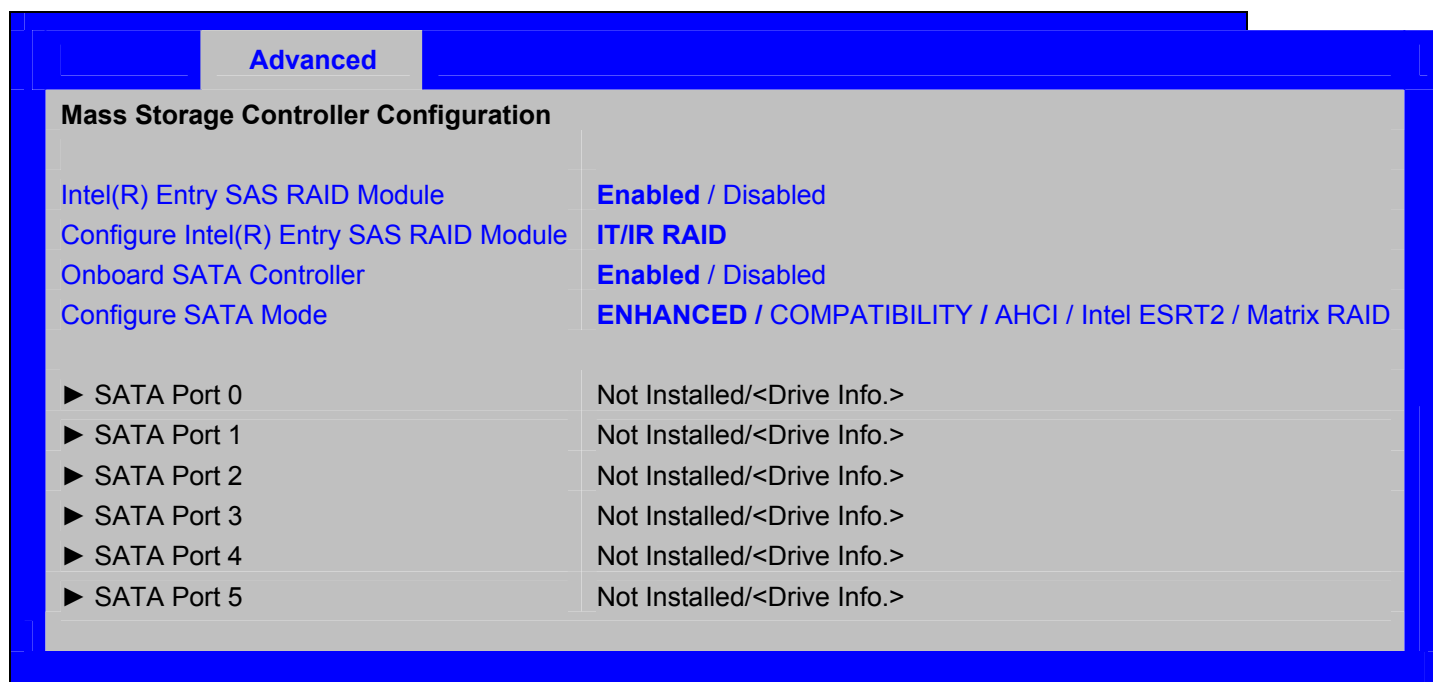 Advanced
Mass Storage Controller Configuration
Intel(R) Entry SAS RAID Module Enabled / Disabled
Configure Intel(R) Entry SAS RAID Module IT/IR RAID
Onboard SATA Controller Enabled / Disabled
Configure SATA Mode ENHANCED / COMPATIBILITY / AHCI / Intel ESRT2 / Matrix RAID
► SATA Port 0 Not Installed/<Drive Info.>
► SATA Port 1 Not Installed/<Drive Info.>
► SATA Port 2 Not Installed/<Drive Info.>
► SATA Port 3 Not Installed/<Drive Info.>
► SATA Port 4 Not Installed/<Drive Info.>
► SATA Port 5 Not Installed/<Drive Info.>